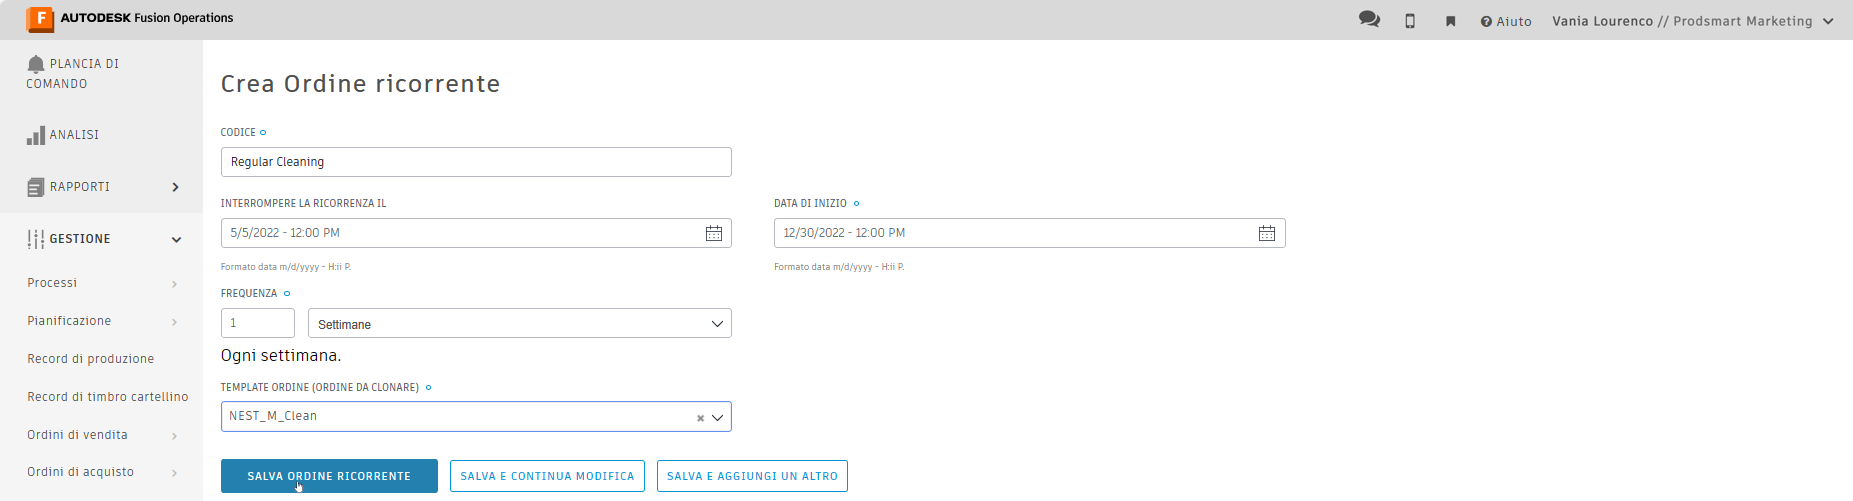 F AUTODESK Fusion Operations
Aiuto
Vania Lourenco // Prodsmart Marketing
PLANCIA DI
COMANDO
ANALISI
RAPPORTI
GESTIONE
Processi
Pianificazione
Record di produzione
Record di timbro cartellino
Ordini di vendita
Ordini di acquisto
Crea Ordine ricorrente
CODICE
Regular Cleaning
INTERROMPERE LA RICORRENZA IL
5/5/2022 - 12:00 PM
Formato data m/d/yyyy - H:ii P.
DATA DI INIZIO
12/30/2022 - 12:00 PM
Formato data m/d/yyyy - H:ii P.
FREQUENZA
1
Settimane
Ogni settimana.
TEMPLATE ORDINE (ORDINE DA CLONARE)
NEST_M_Clean
SALVA ORDINE RICORRENTE
SALVA E CONTINUA MODIFICA
SALVA E AGGIUNGI UN ALTRO